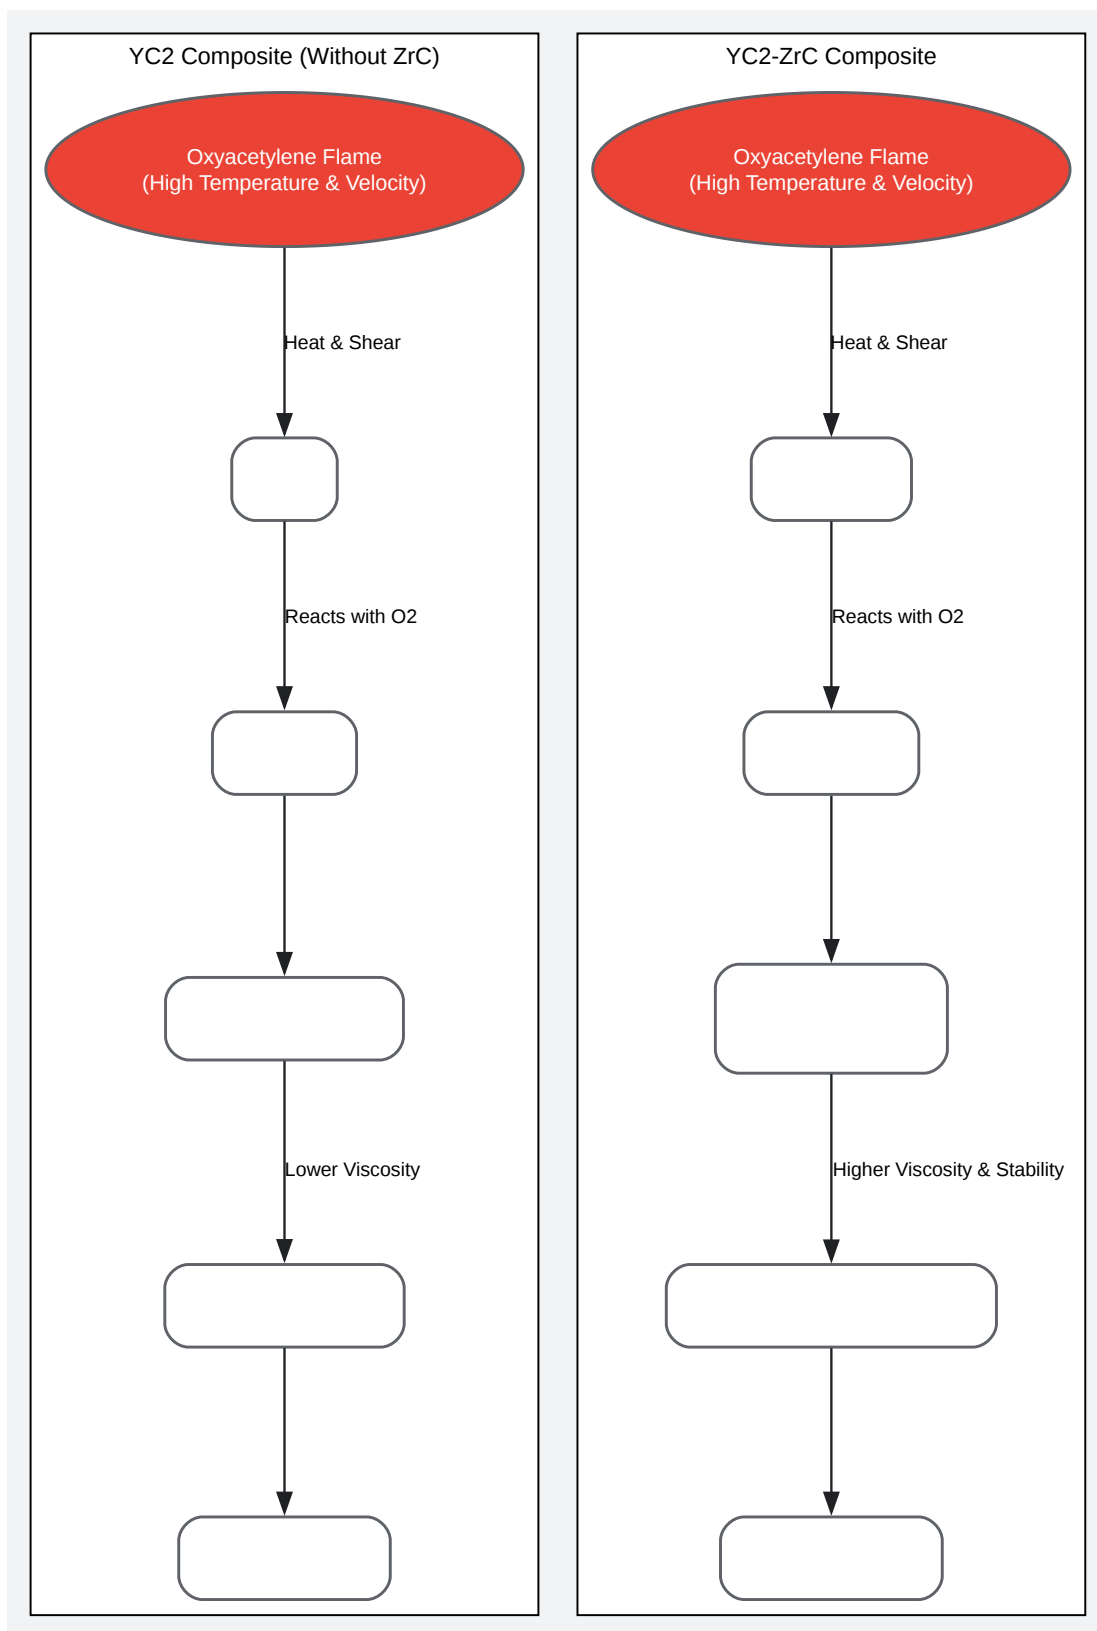 YC2 Composite (Without ZrC)
Oxyacetylene Flame
(High Temperature & Velocity)
Heat & Shear
Reacts with O2
Lower Viscosity
YC2-ZrC Composite
Oxyacetylene Flame
(High Temperature & Velocity)
Heat & Shear
Reacts with O2
Higher Viscosity & Stability